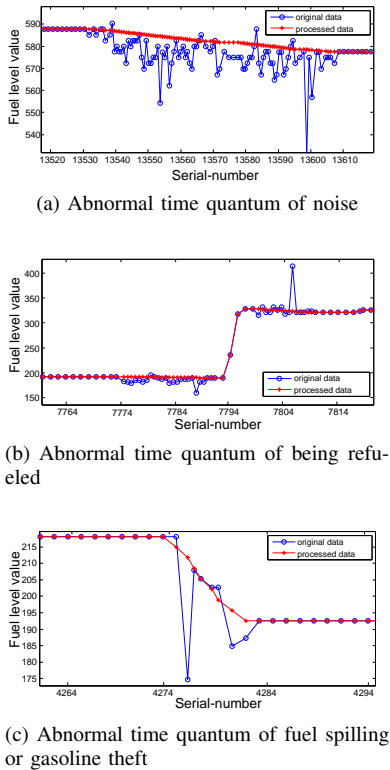 590
580
570
560
550
540
Fuel level value
original data
processed data
13520 13530 13540 13550 13560 13570 13580 13590 13600 13610
Serial-number
(a) Abnormal time quantum of noise
400
350
300
250
200
150
Fuel level value
original data
processed data
7764 7774 7784 7794 7804 7814
Serial-number
(b) Abnormal time quantum of being refu-
eled
215
210
205
200
195
190
185
180
175
Fuel level value
original data
processed data
4264 4274 4284 4294
Serial-number
(c) Abnormal time quantum of fuel spilling
or gasoline theft